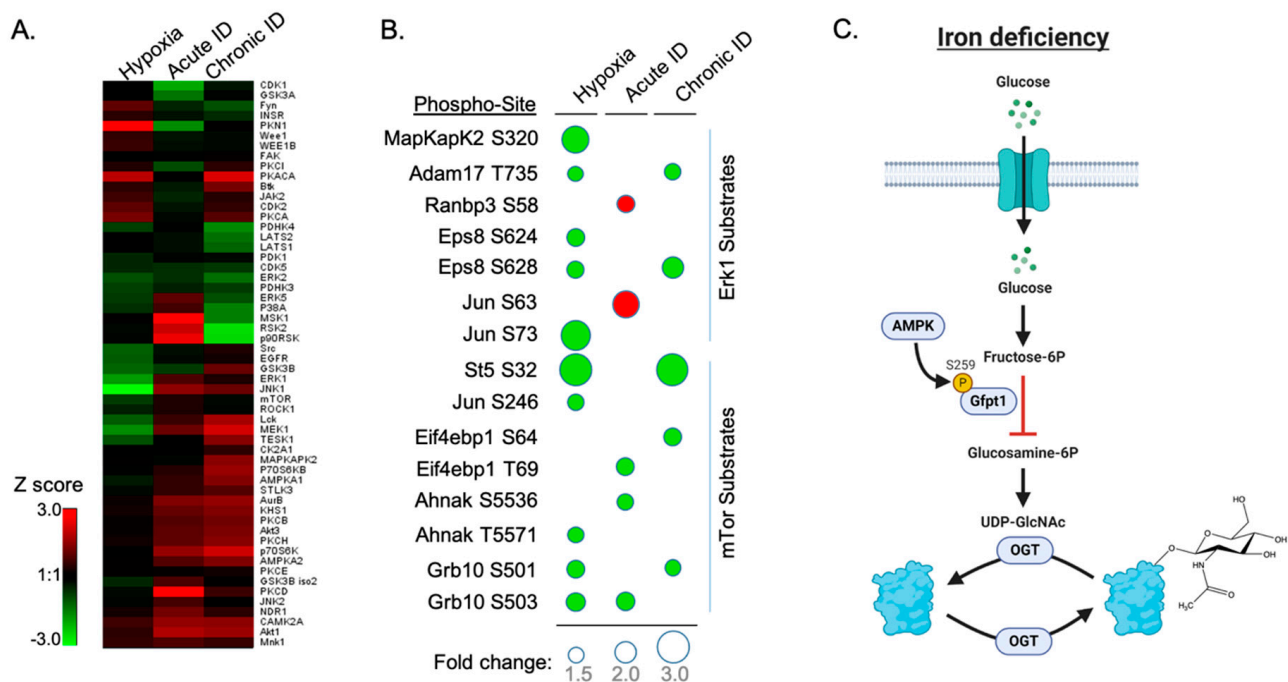 A.
Hypoxia
Acute ID
Chronic ID
CDK1
GSK3A
Fyn
INSR
PKN1
Wee1
WEE1B
FAK
PKCI
PKACA
Btk
JAK2
CDK2
PKCA
PDHK4
LATS2
LATS1
PDK1
CDK5
ERK2
PDHK3
ERK5
P38A
MSK1
RSK2
p90RSK
Src
EGFR
GSK3B
ERK1
JNK1
mTOR
ROCK1
Lck
MEK1
TESK1
CK2A1
MAPKAPK2
P70S6KB
AMPKA1
STLK3
AurB
KHS1
PKCB
Akt3
PKCH
p70S6K
AMPKA2
PKCE
GSK3B iso2
PKCD
JNK2
NDR1
CAMK2A
Akt1
Mnk1
Z score
3.0
1:1
-3.0
B.
Hypoxia
Acute ID
Chronic ID
Phospho-Site
MapKapK2 S320
Adam17 T735
Ranbp3 S58
Eps8 S624
Eps8 S628
Jun S63
Jun S73
St5 S32
Jun S246
Eif4ebp1 S64
Eif4ebp1 T69
Ahnak S5536
Ahnak T5571
Grb10 S501
Grb10 S503
Erk1 Substrates
mTor Substrates
Fold change:
1.5 2.0 3.0
C.
Iron deficiency
Glucose
Glucose
AMPK
S259
P
Gfpt1
Fructose-6P
Glucosamine-6P
UDP-GlcNAc
OGT
OGT
HO
OH
OH
O
O
NH
O
H₃C